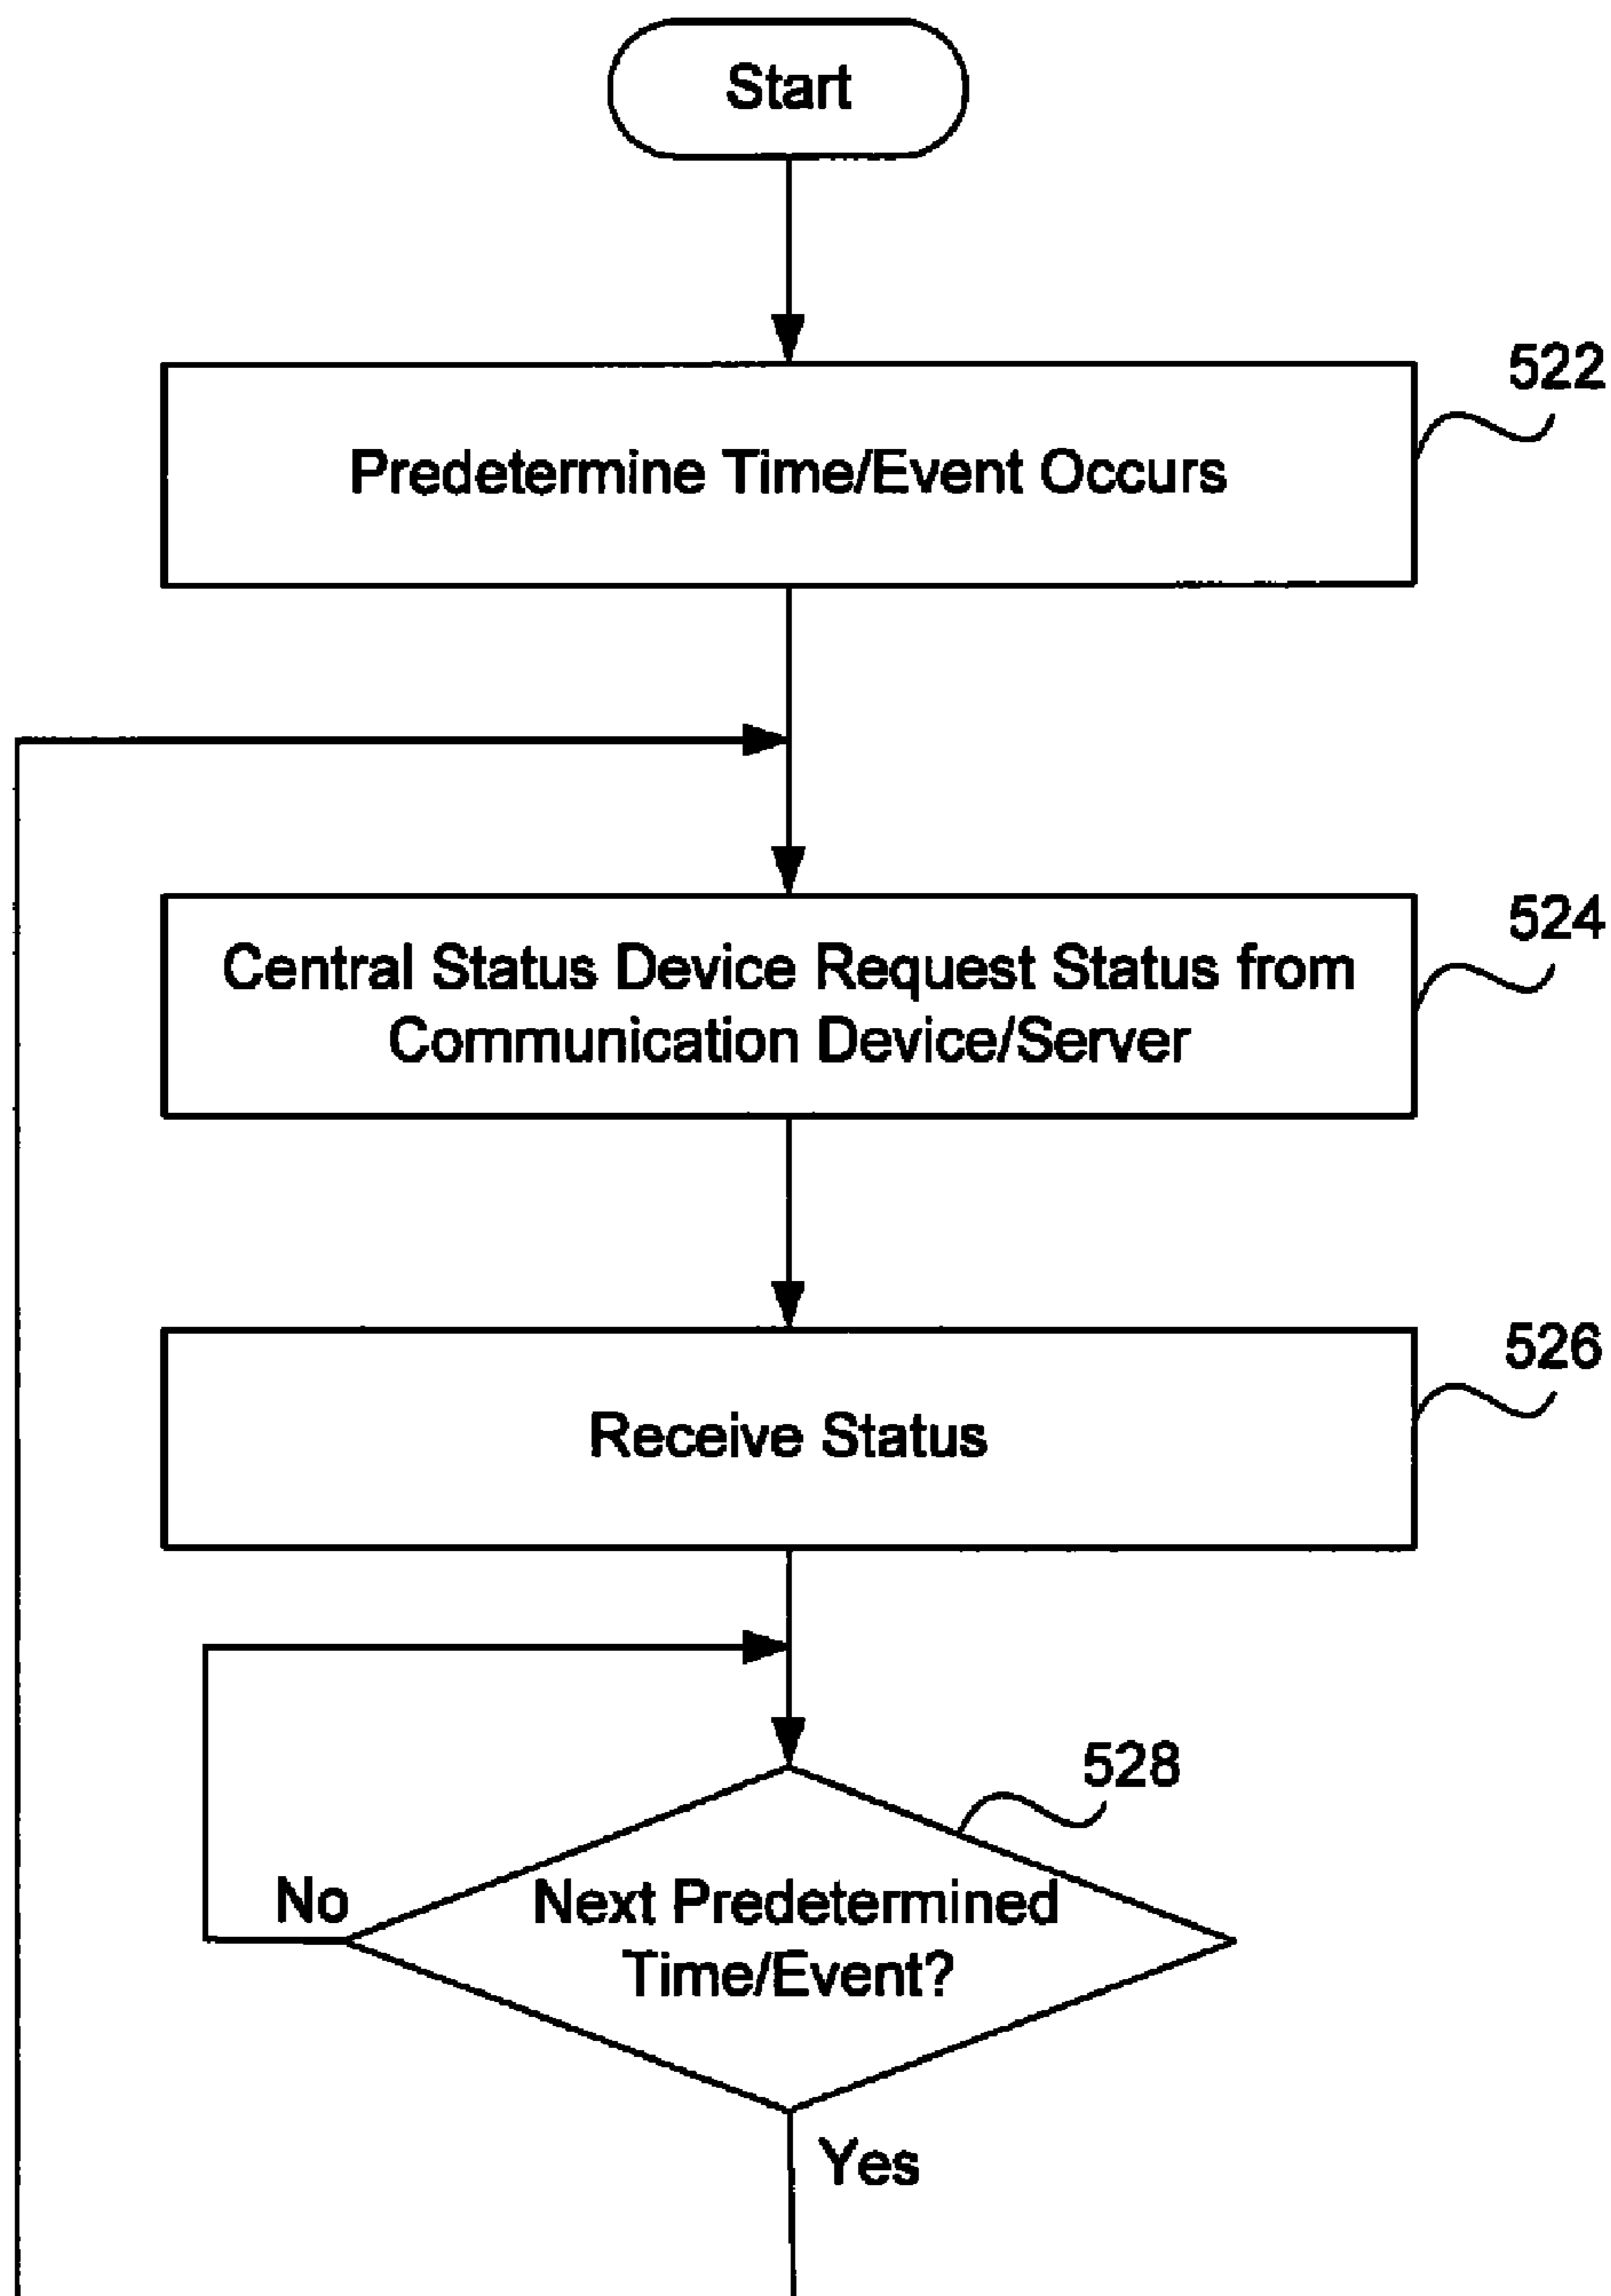 Start
522
Predetermine Time/Event Occurs
524
Central Status Device Request Status from
Communication Device/Server
526
Receive Status
528
No
Next Predetermined
Time/Event?
Yes